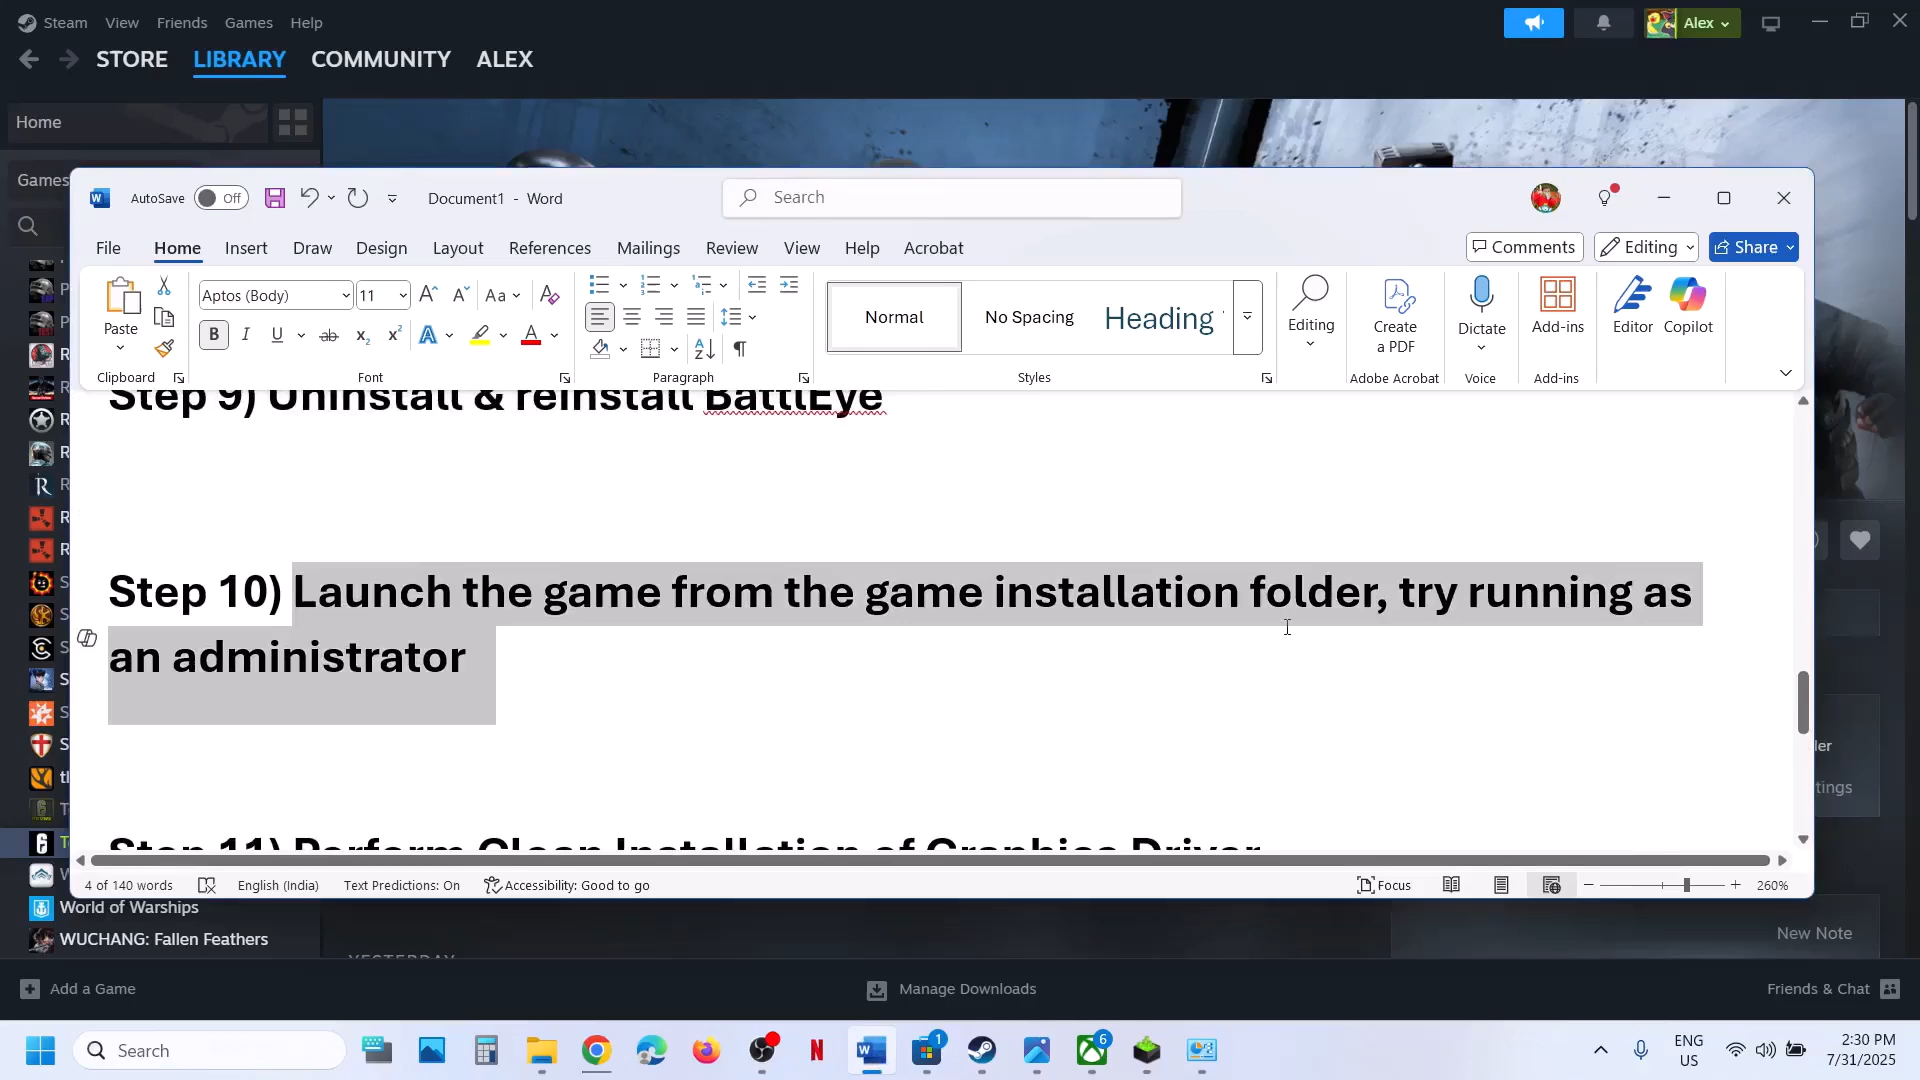 Steam View Friends Games Help
Alex
STORE LIBRARY COMMUNITY ALEX
Home
Games
AutoSave Off
Document1 - Word
Search
File Home Insert Draw Design Layout References Mailings Review View Help Acrobat
Comments Editing Share
Paste
Aptos (Body) 11
Normal
No Spacing
Heading
Editing
Create a PDF
Dictate
Add-ins
Editor
Copilot
Clipboard Font Paragraph Styles Adobe Acrobat Voice Add-ins
Step 9) Uninstall & reinstall BattlEye
Step 10) Launch the game from the game installation folder, try running as
an administrator
Step 11) Perform Clean Installation of Graphics Driver
4 of 140 words English (India) Text Predictions: On Accessibility: Good to go Focus 260%
World of Warships
WUCHANG: Fallen Feathers
YESTERDAY
New Note
Add a Game
Manage Downloads
Friends & Chat
Search
ENG
US
2:30 PM
7/31/2025